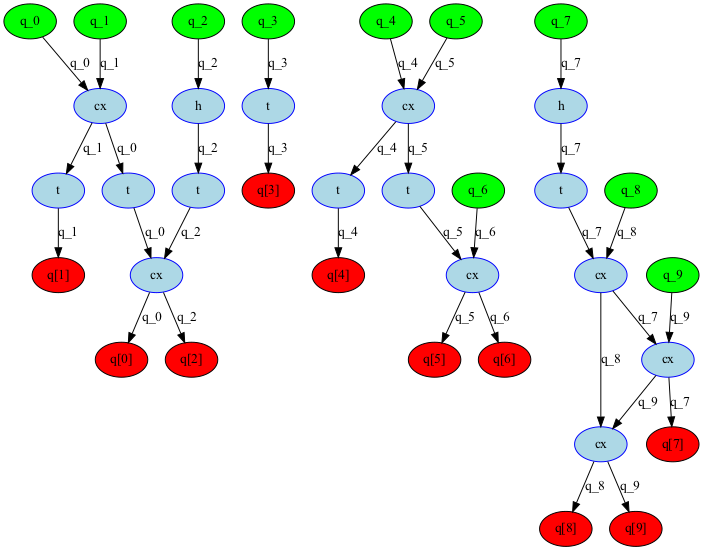 q_0 q_1 q_2 q_3 q_4 q_5 q_7
q_0 q_1 q_2 q_3 q_4 q_5 q_7
cx h t cx h
q_1 q_0 q_2 q_3 q_4 q_5 q_7
t t t q[3] t t q_6 t q_8
q_1 q_0 q_2 q_4 q_5 q_6 q_7 q_8
q[1] cx q[4] cx cx q_9
q_0 q_2 q_5 q_6 q_7 q_9
q[0] q[2] q[5] q[6] q_8 cx
q_9 q_7
cx q[7]
q_8 q_9
q[8] q[9]